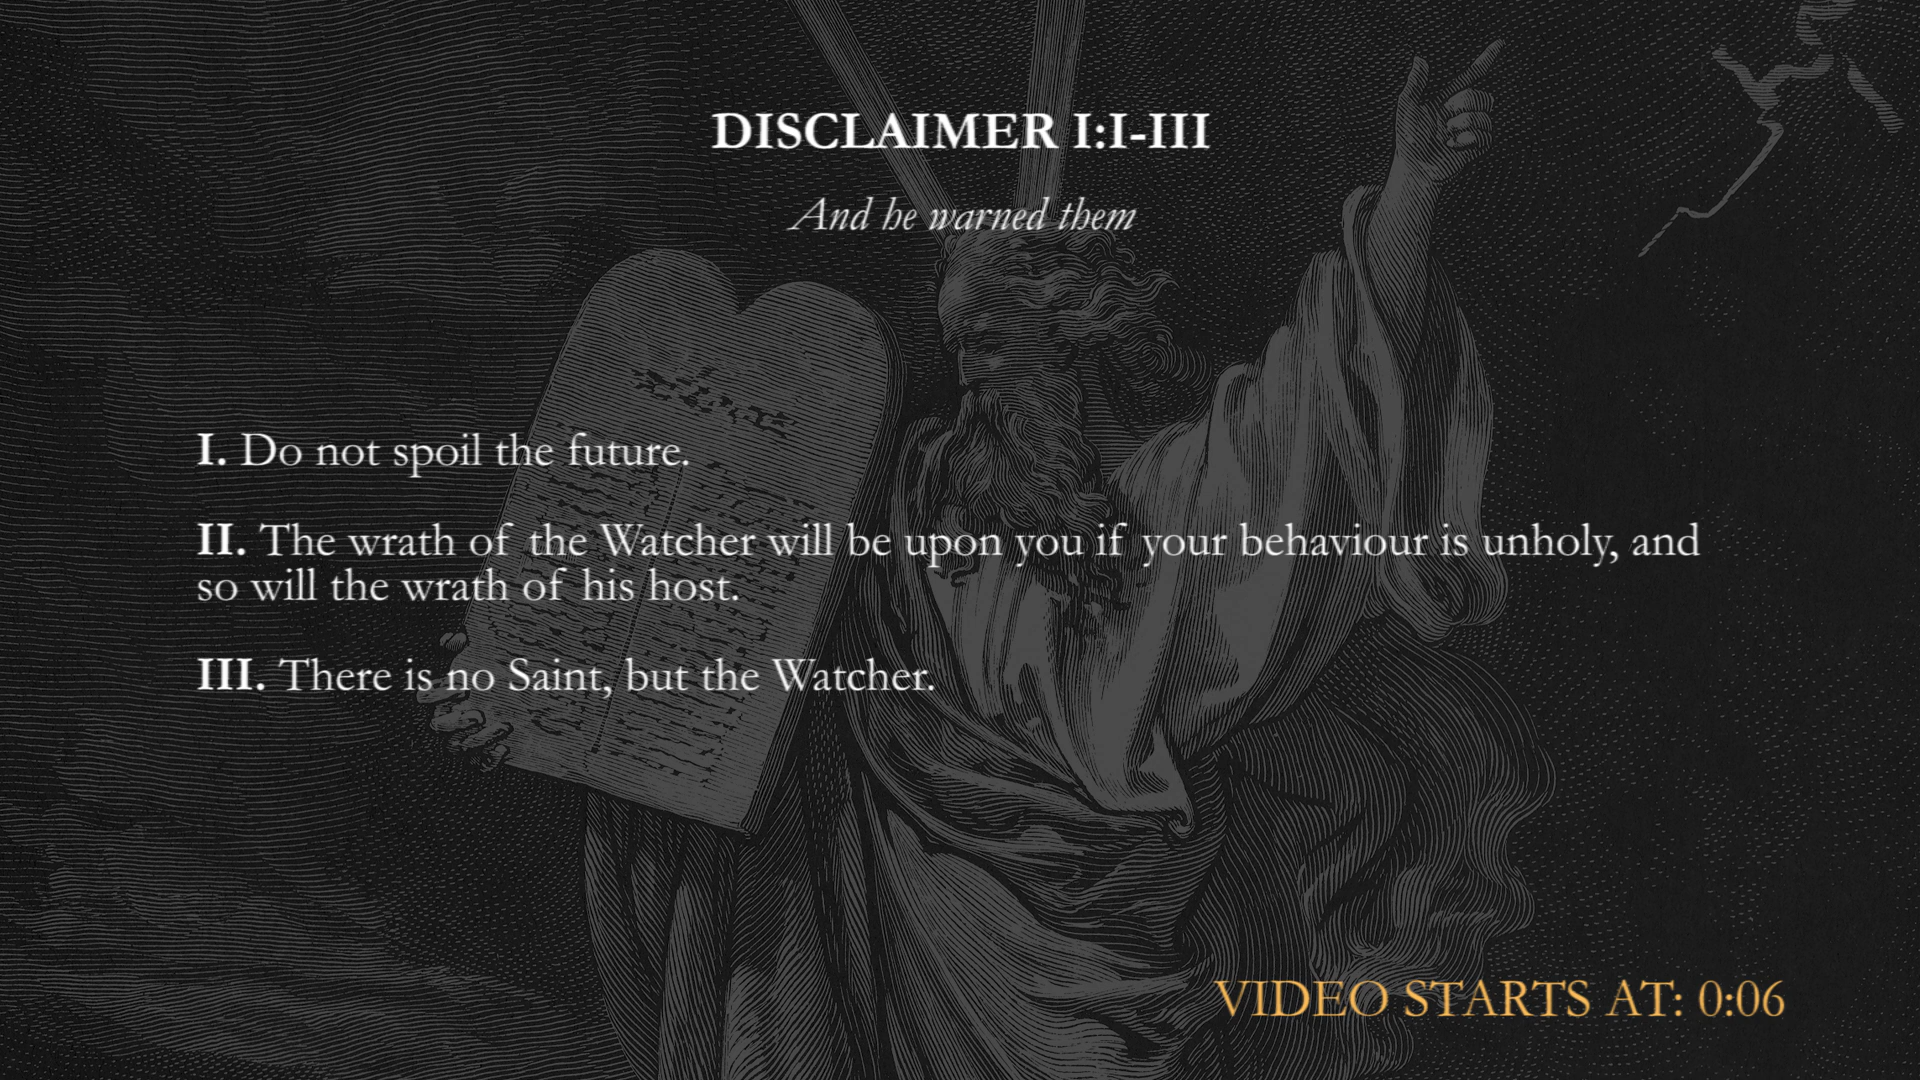 DISCLAIMER I:I-III
And he warned them
I. Do not spoil the future.
II. The wrath of the Watcher will be upon you if your behaviour is unholy, and
so will the wrath of his host.
III. There is no Saint, but the Watcher.
VIDEO STARTS AT: 0:06